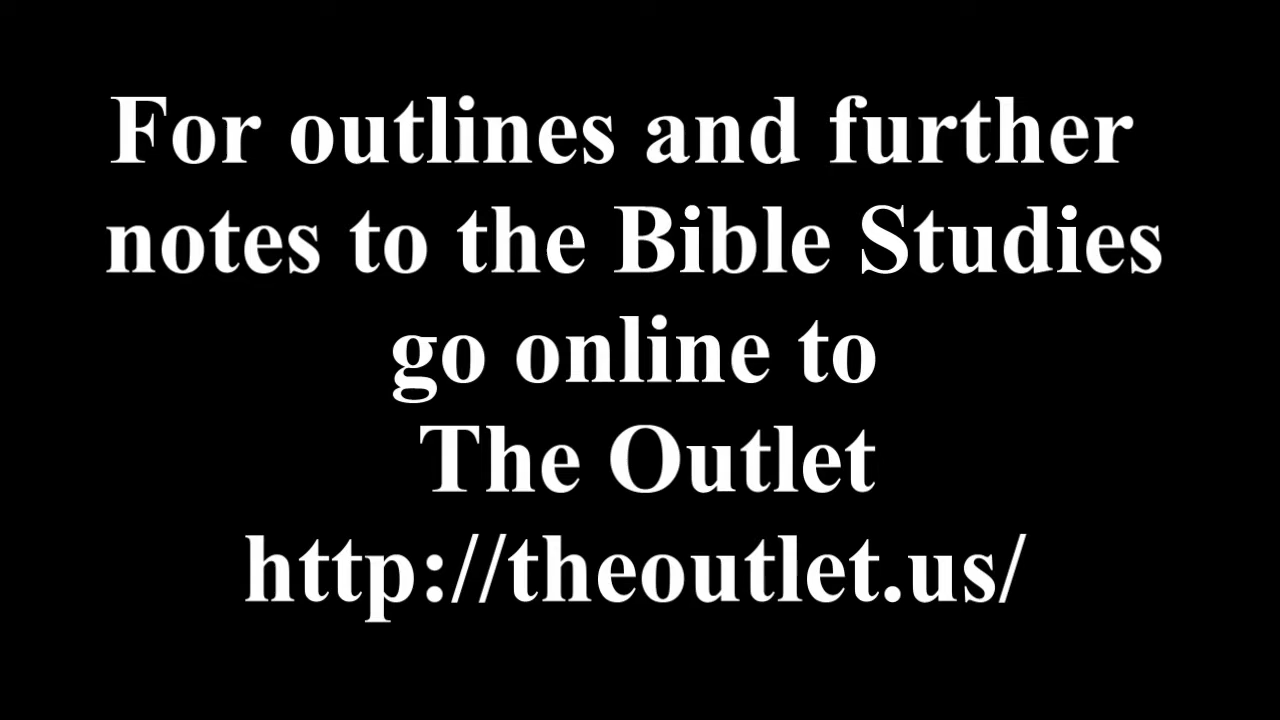 For outlines and further
notes to the Bible Studies
go online to
The Outlet
http://theoutlet.us/